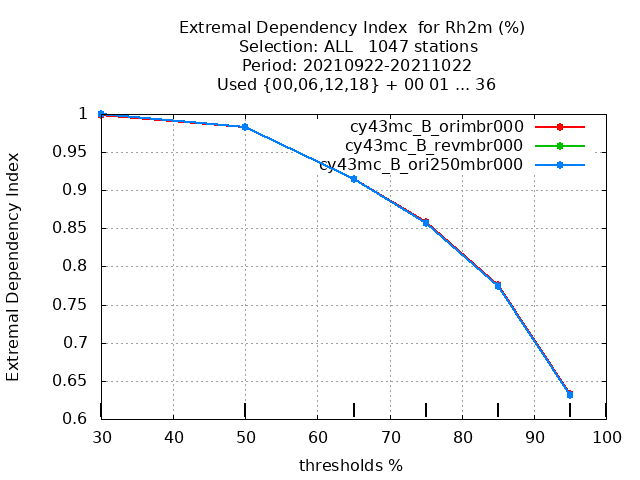 Extremal Dependency Index  for Rh2m (%)
Selection: ALL   1047 stations
Period: 20210922-20211022
Used {00,06,12,18} + 00 01 ... 36
cy43mc_B_orimbr000
cy43mc_B_revmbr000
cy43mc_B_ori250mbr000
Extremal Dependency Index
1
0.95
0.9
0.85
0.8
0.75
0.7
0.65
0.6
30 40 50 60 70 80 90 100
thresholds %